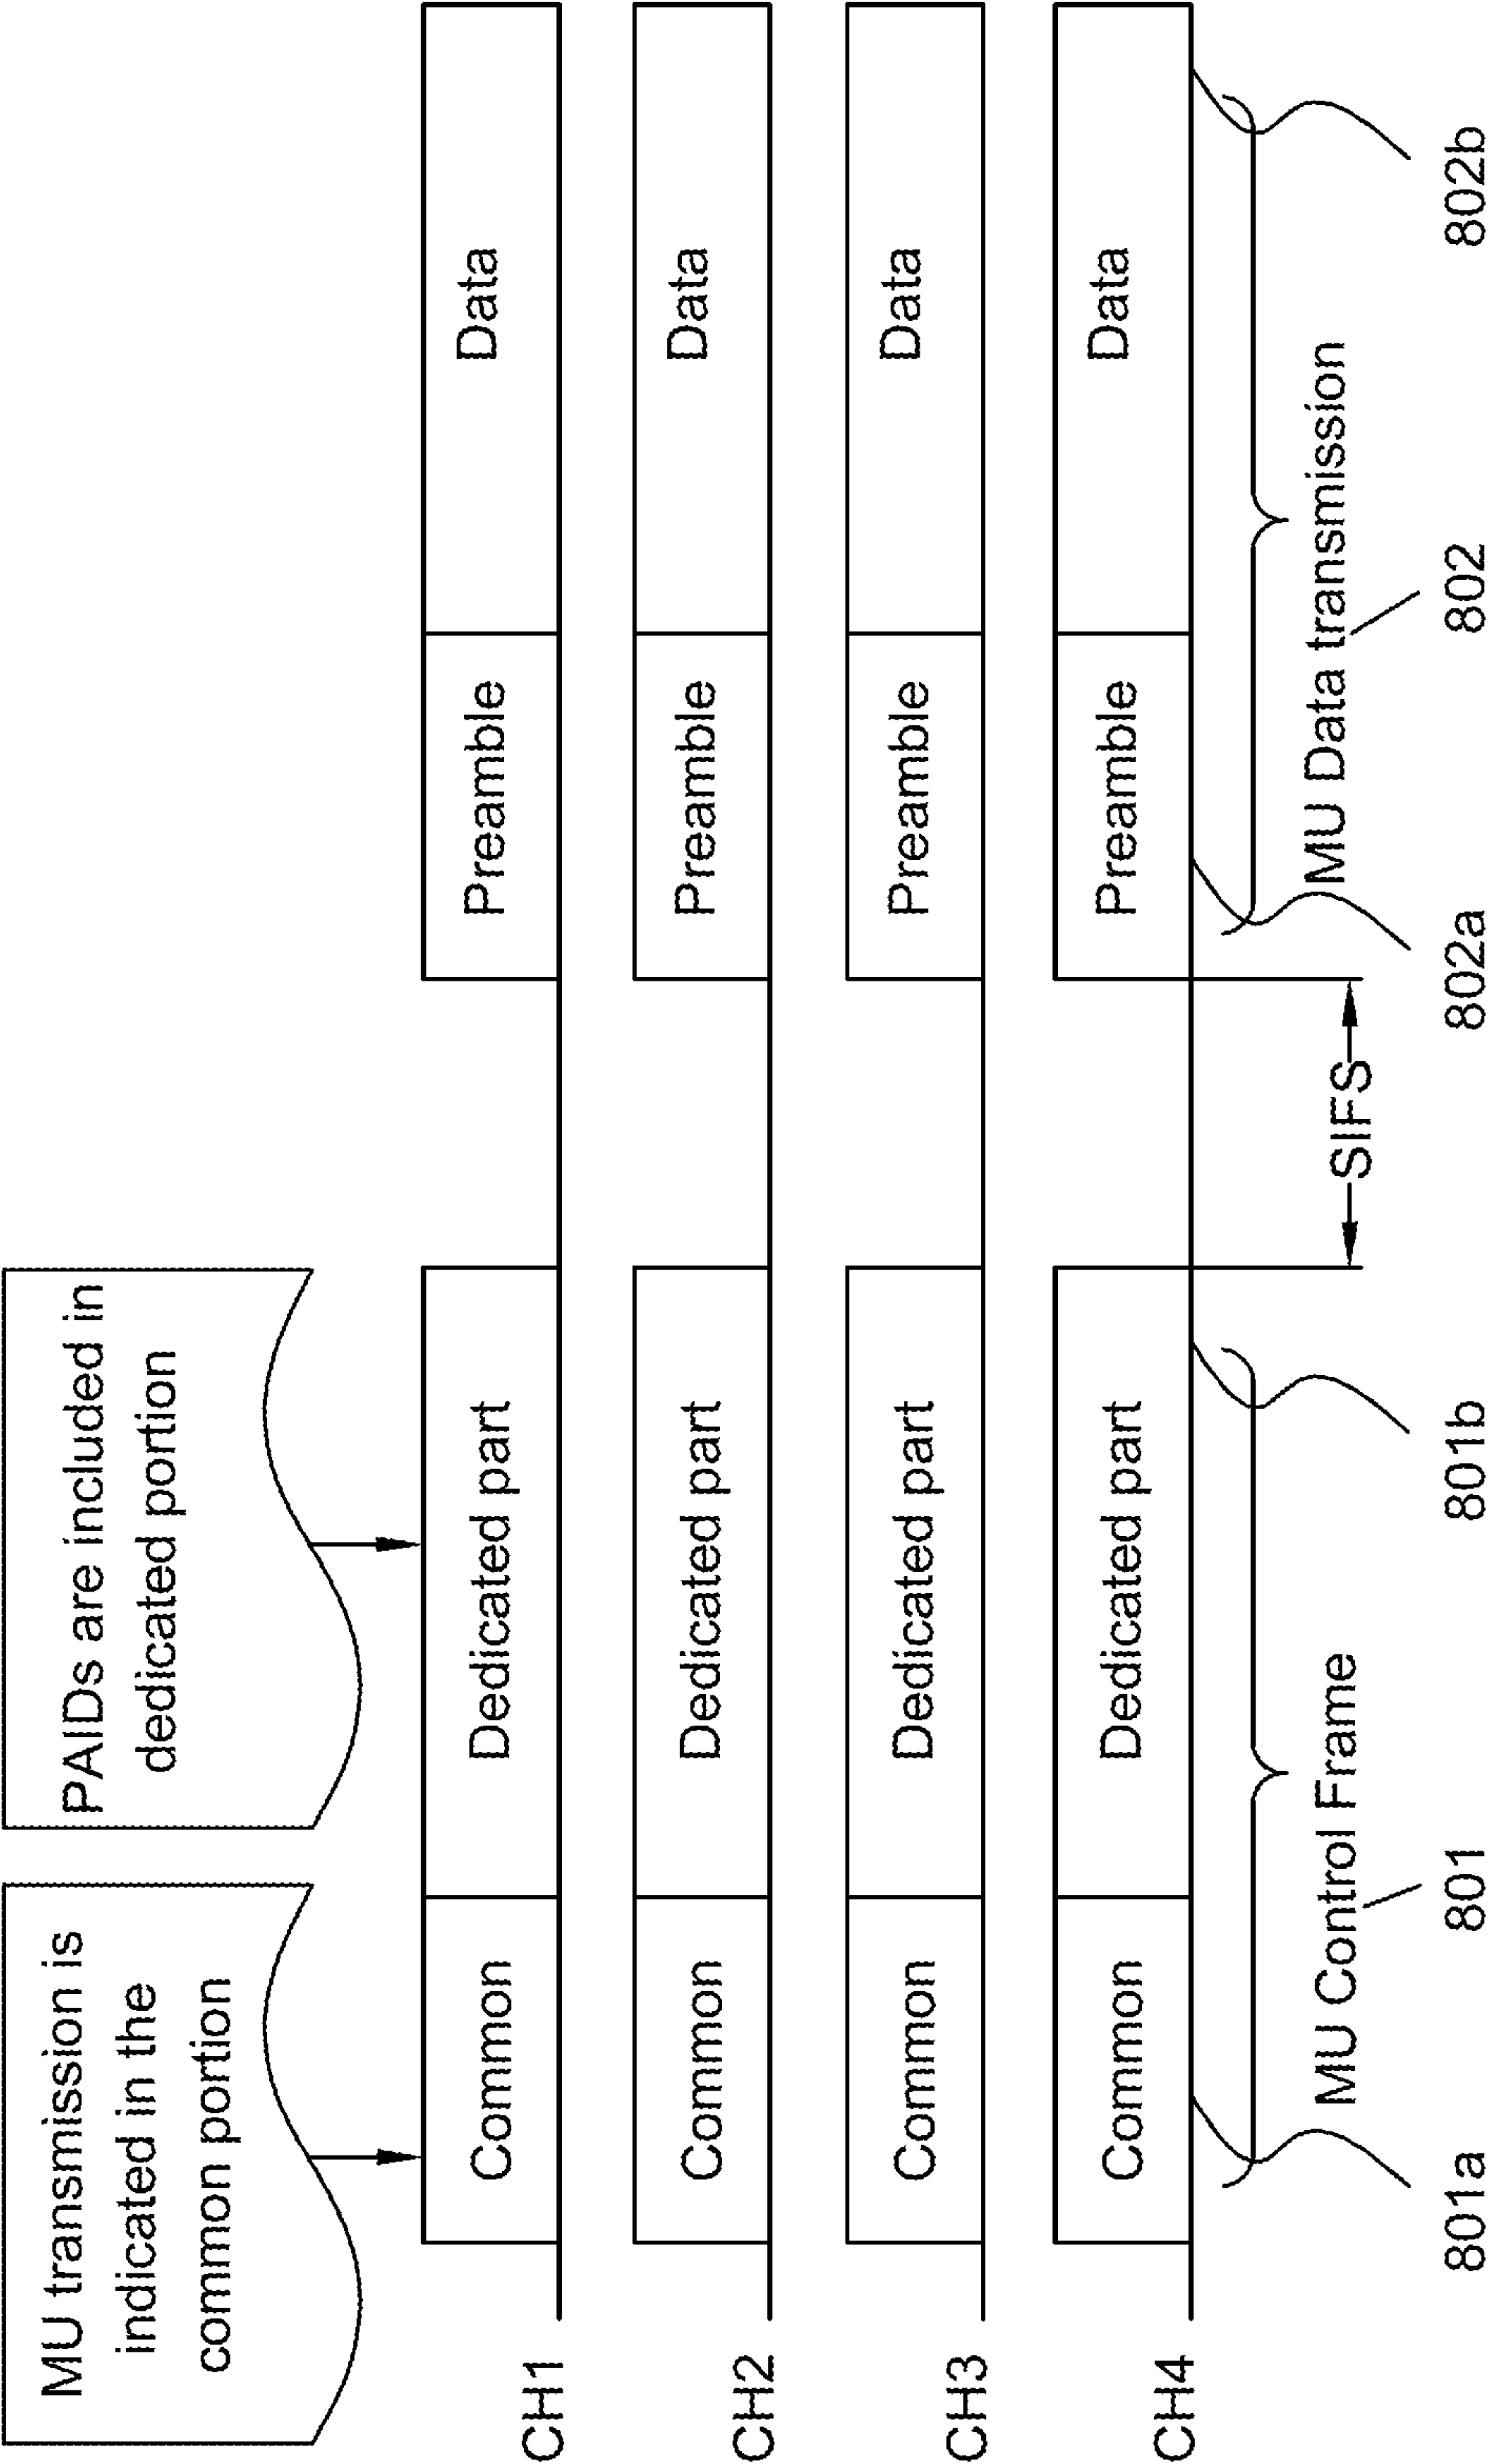 MU transmission is
indicated in the
common portion
PAIDs are included in
dedicated portion
CH1
Common
Dedicated part
Preamble
Data
CH2
Common
Dedicated part
Preamble
Data
CH3
Common
Dedicated part
Preamble
Data
CH4
Common
Dedicated part
Preamble
Data
MU Control Frame
SIFS
MU Data transmission
801a
801
801b
802a
802
802b